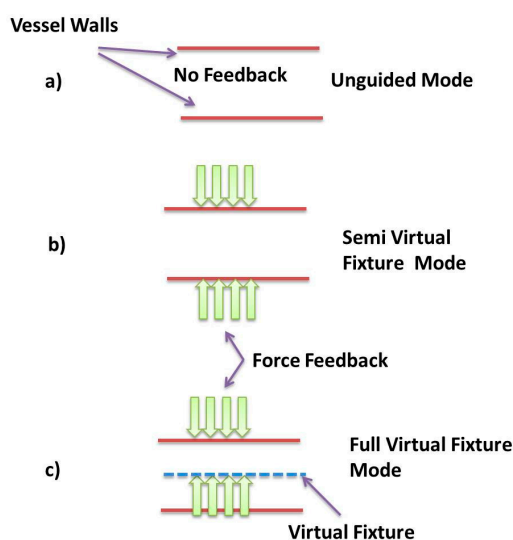 Vessel Walls
a)
No Feedback
Unguided Mode
b)
Semi Virtual
Fixture Mode
Force Feedback
c)
Full Virtual Fixture
Mode
Virtual Fixture